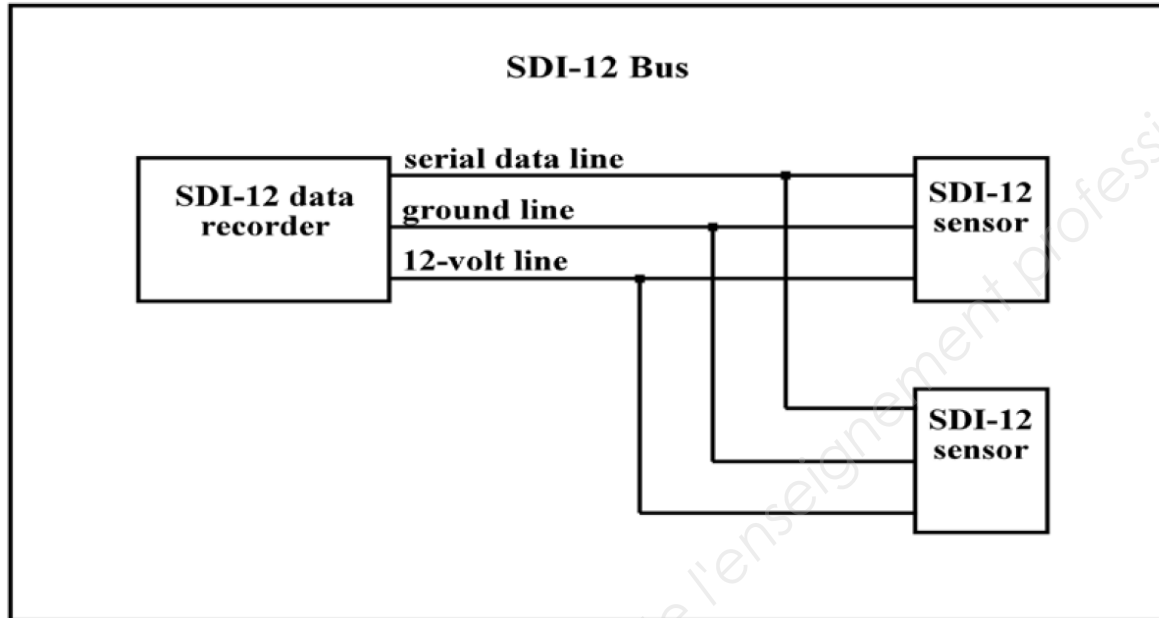 SDI-12 Bus
SDI-12 data
recorder
serial data line
ground line
12-volt line
SDI-12
sensor
SDI-12
sensor
l'enseignement